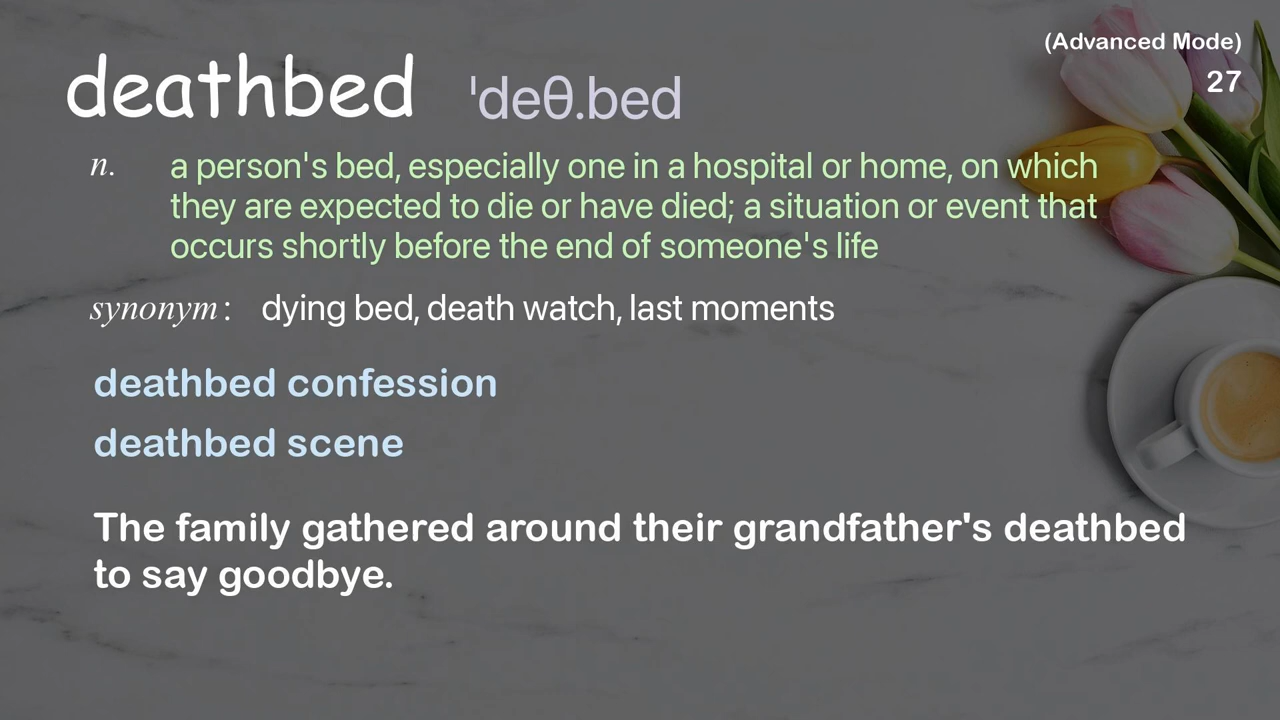 (Advanced Mode)
27
deathbed ˈdeθ.bed
n. a person's bed, especially one in a hospital or home, on which
they are expected to die or have died; a situation or event that
occurs shortly before the end of someone's life
synonym: dying bed, death watch, last moments
deathbed confession
deathbed scene
The family gathered around their grandfather's deathbed
to say goodbye.